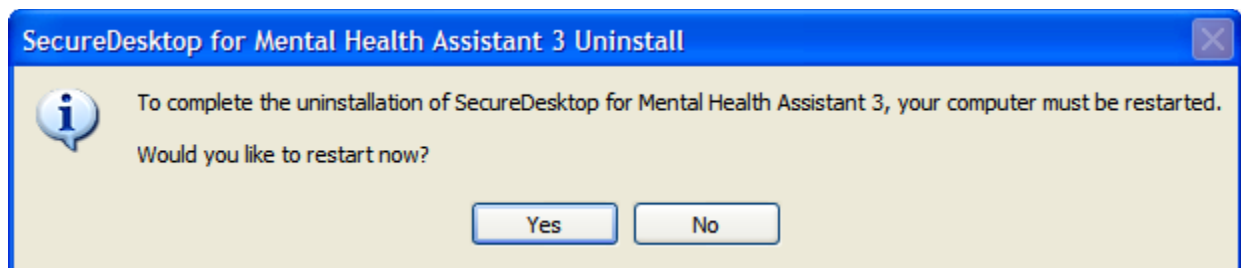 SecureDesktop for Mental Health Assistant 3 Uninstall
To complete the uninstallation of SecureDesktop for Mental Health Assistant 3, your computer must be restarted.
Would you like to restart now?
Yes No